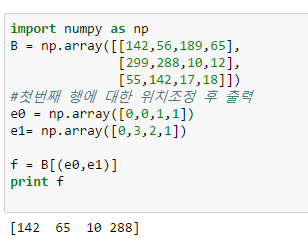 import numpy as np
B = np.array([[142,56,189,65],
[299,288,10,12],
[55,142,17,18]])
#첫번째 행에 대한 위치조정 후 출력
e0 = np.array([0,0,1,1])
e1= np.array([0,3,2,1])
f = B[(e0,e1)]
print f
[142 65 10 288]